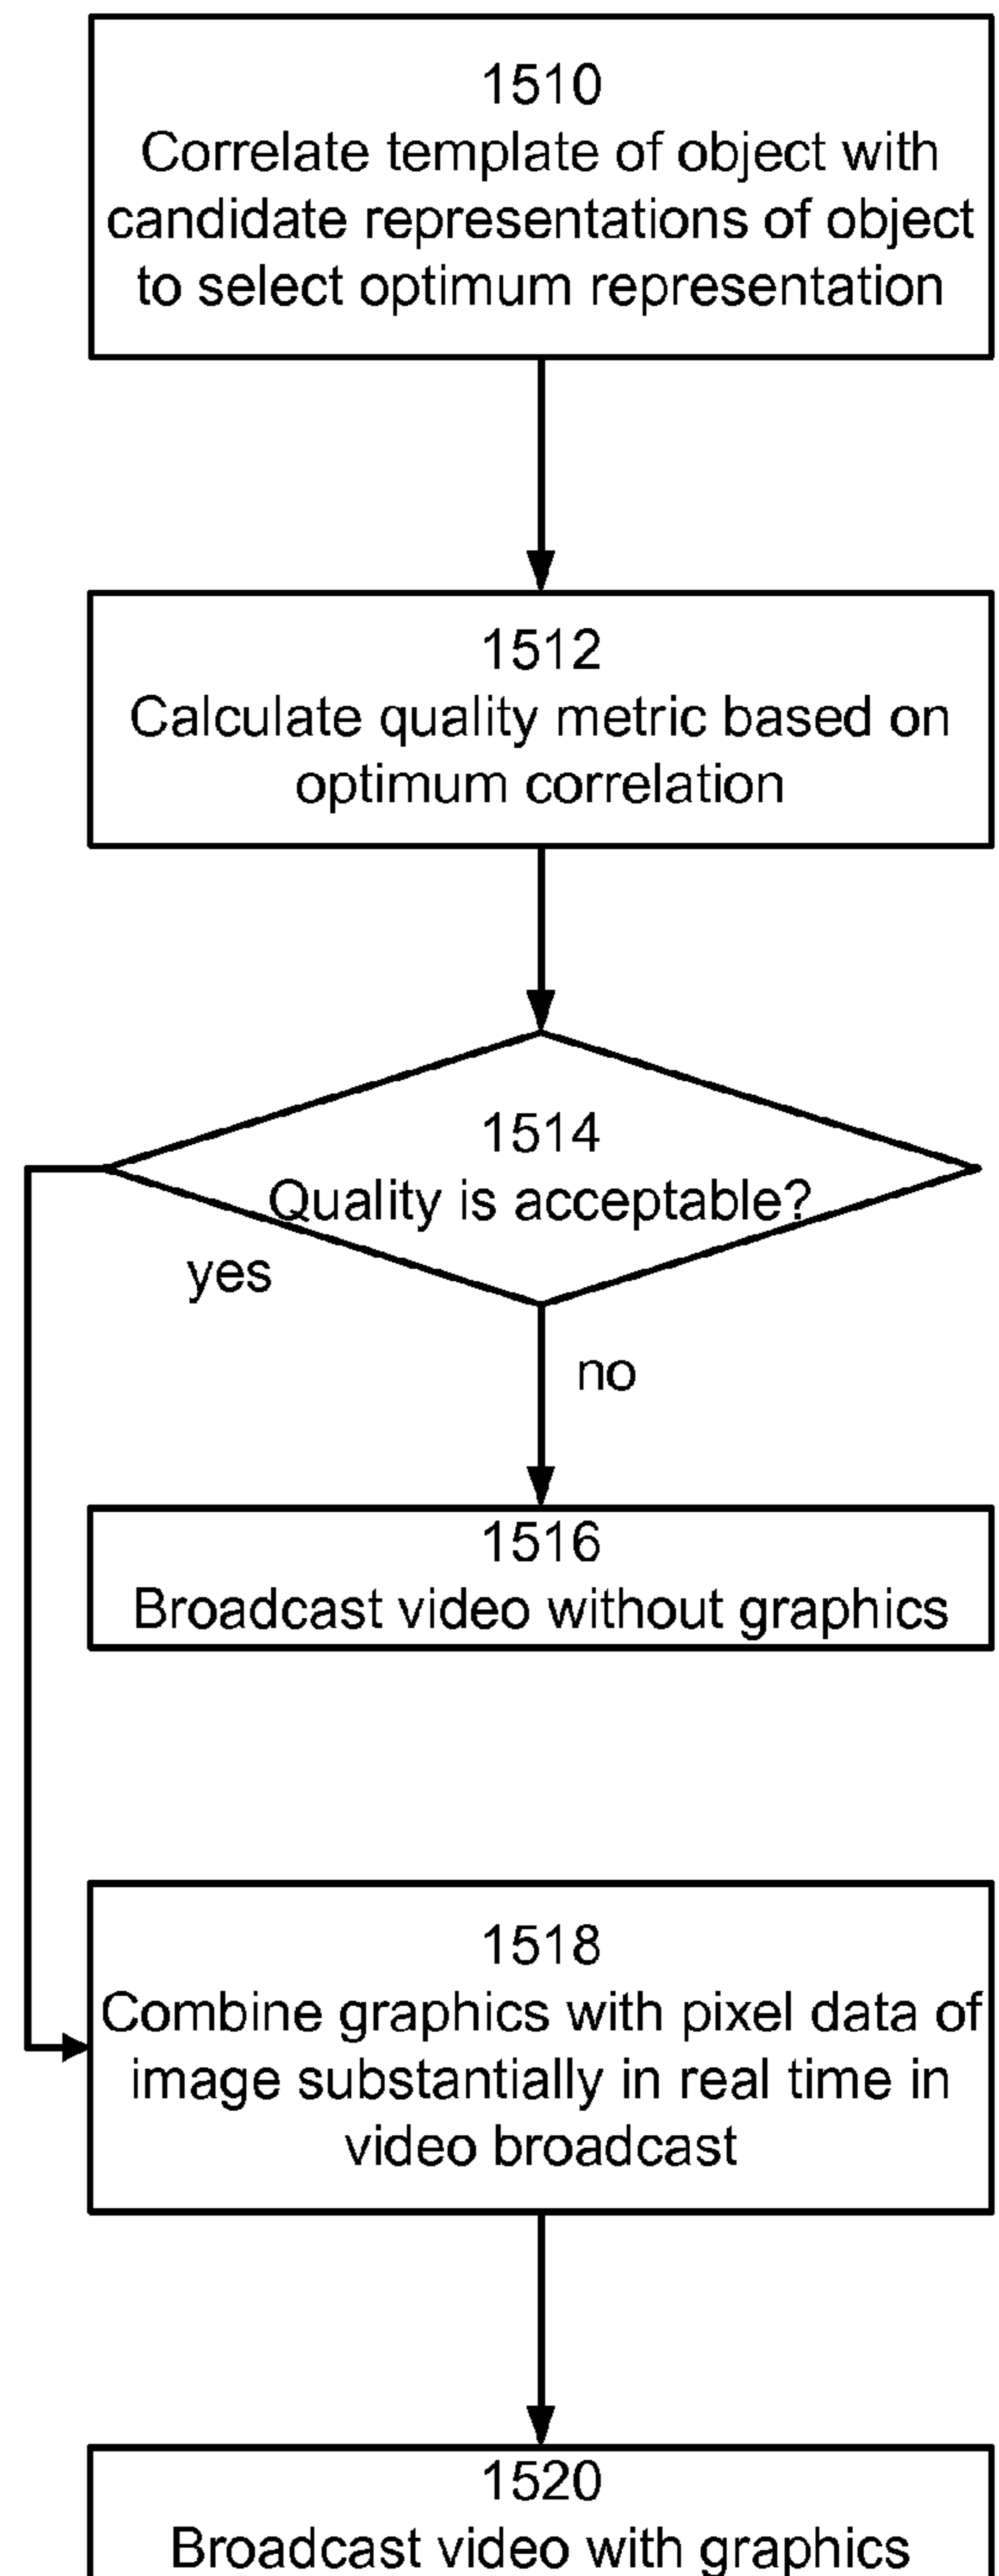 1510
Correlate template of object with
candidate representations of object
to select optimum representation
1512
Calculate quality metric based on
optimum correlation
1514
Quality is acceptable?
yes
no
1516
Broadcast video without graphics
1518
Combine graphics with pixel data of
image substantially in real time in
video broadcast
1520
Broadcast video with graphics